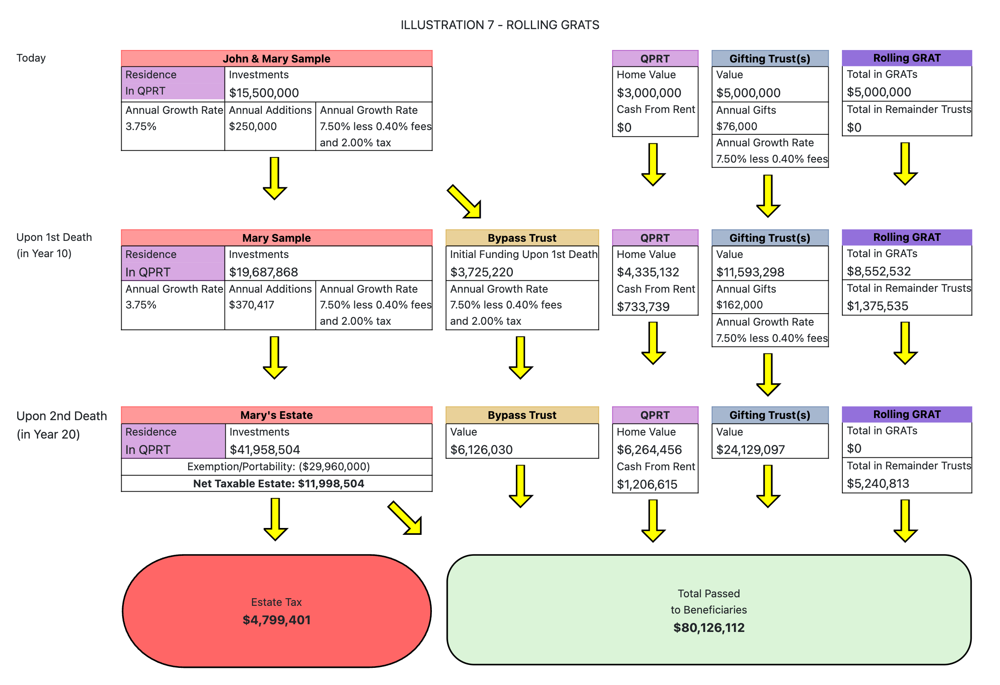 ILLUSTRATION 7 - ROLLING GRATS
Today
John & Mary Sample
Residence
In QPRT
Investments
$15,500,000
Annual Growth Rate
3.75%
Annual Additions
$250,000
Annual Growth Rate
7.50% less 0.40% fees
and 2.00% tax
QPRT
Home Value
$3,000,000
Cash From Rent
$0
Gifting Trust(s)
Value
$5,000,000
Annual Gifts
$76,000
Annual Growth Rate
7.50% less 0.40% fees
Rolling GRAT
Total in GRATs
$5,000,000
Total in Remainder Trusts
$0
Upon 1st Death
(in Year 10)
Mary Sample
Residence
In QPRT
Investments
$19,687,868
Annual Growth Rate
3.75%
Annual Additions
$370,417
Annual Growth Rate
7.50% less 0.40% fees
and 2.00% tax
Bypass Trust
Initial Funding Upon 1st Death
$3,725,220
Annual Growth Rate
7.50% less 0.40% fees
and 2.00% tax
QPRT
Home Value
$4,335,132
Cash From Rent
$733,739
Gifting Trust(s)
Value
$11,593,298
Annual Gifts
$162,000
Annual Growth Rate
7.50% less 0.40% fees
Rolling GRAT
Total in GRATs
$8,552,532
Total in Remainder Trusts
$1,375,535
Upon 2nd Death
(in Year 20)
Mary's Estate
Residence
In QPRT
Investments
$41,958,504
Exemption/Portability: ($29,960,000)
Net Taxable Estate: $11,998,504
Bypass Trust
Value
$6,126,030
QPRT
Home Value
$6,264,456
Cash From Rent
$1,206,615
Gifting Trust(s)
Value
$24,129,097
Rolling GRAT
Total in GRATs
$0
Total in Remainder Trusts
$5,240,813
Estate Tax
$4,799,401
Total Passed
to Beneficiaries
$80,126,112